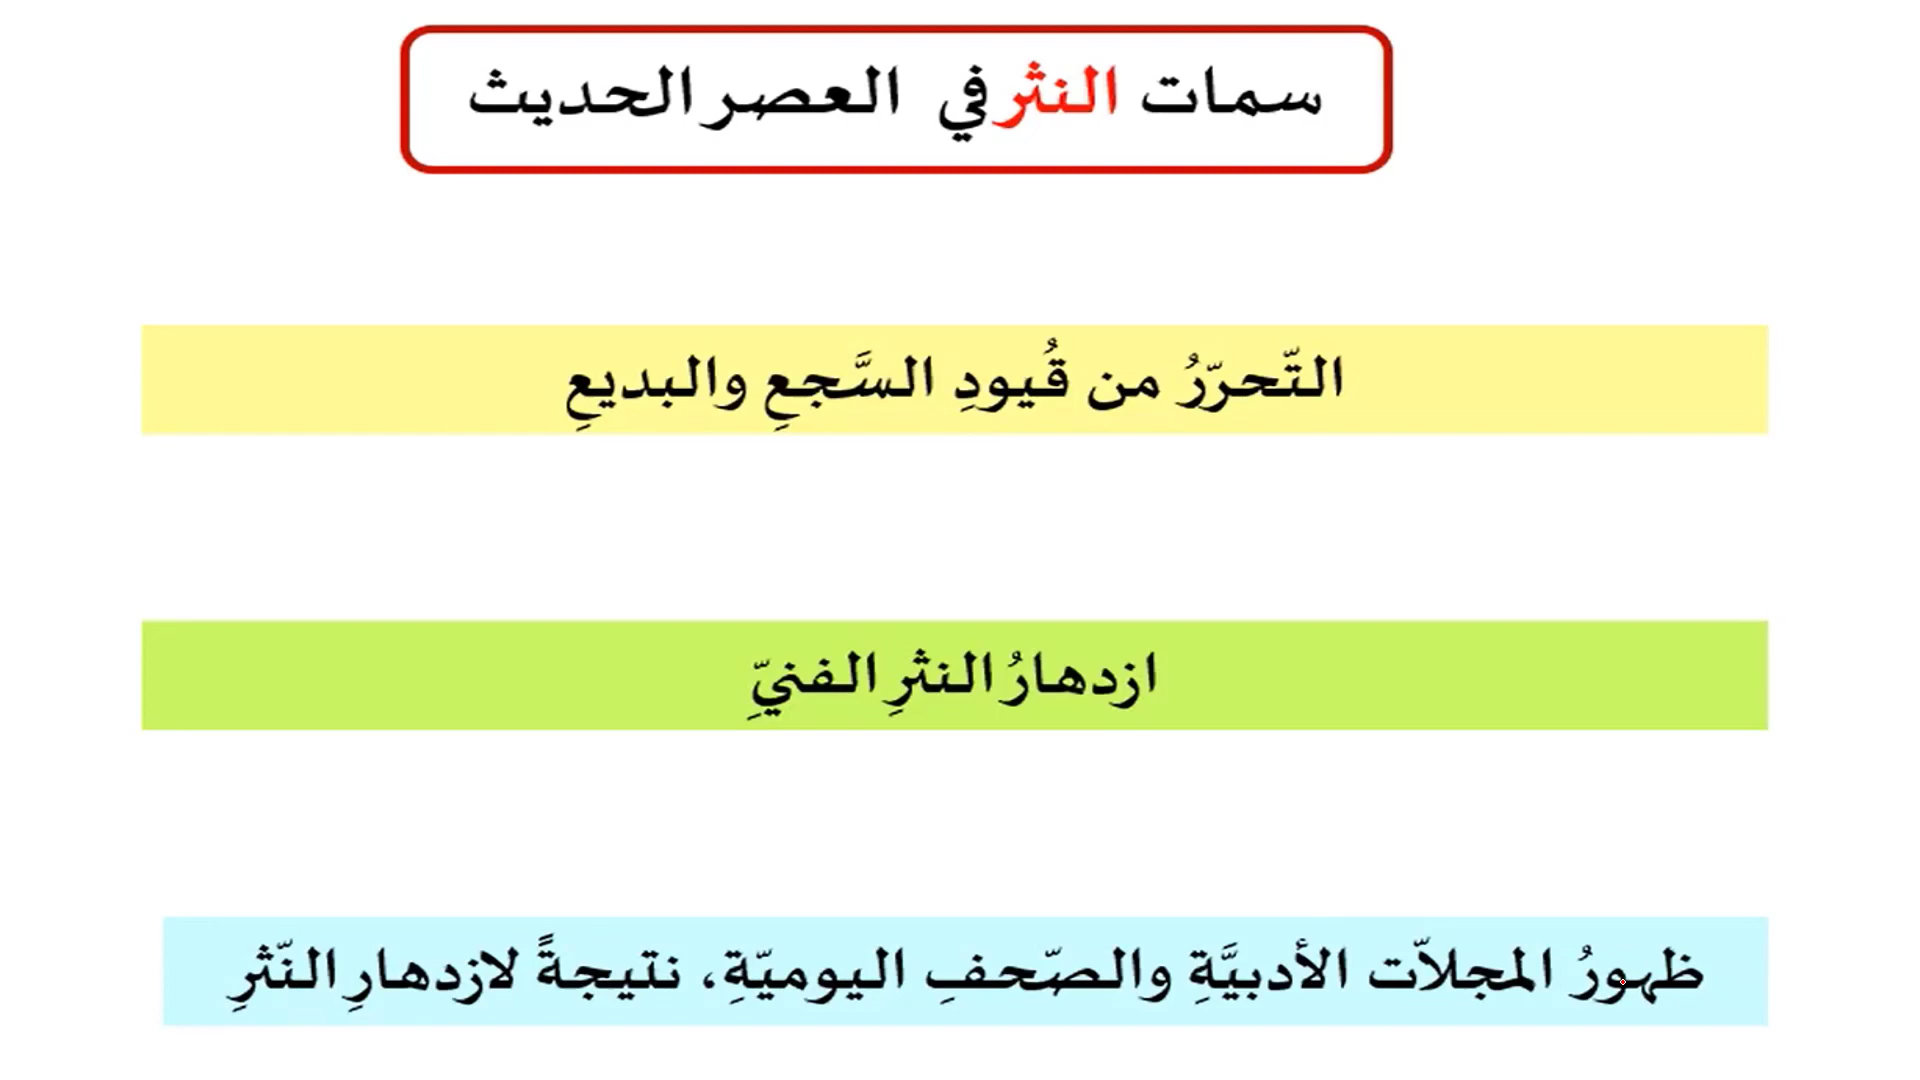 سمات النثر في العصر الحديث
التّحرّرُ من قُيودِ السَّجعِ والبديعِ
ازدهارُ النثرِ الفنيِّ
ظهورُ المجلاّت الأدبيَّةِ والصّحفِ اليوميّةِ، نتيجةً لازدهارِ النّثرِ